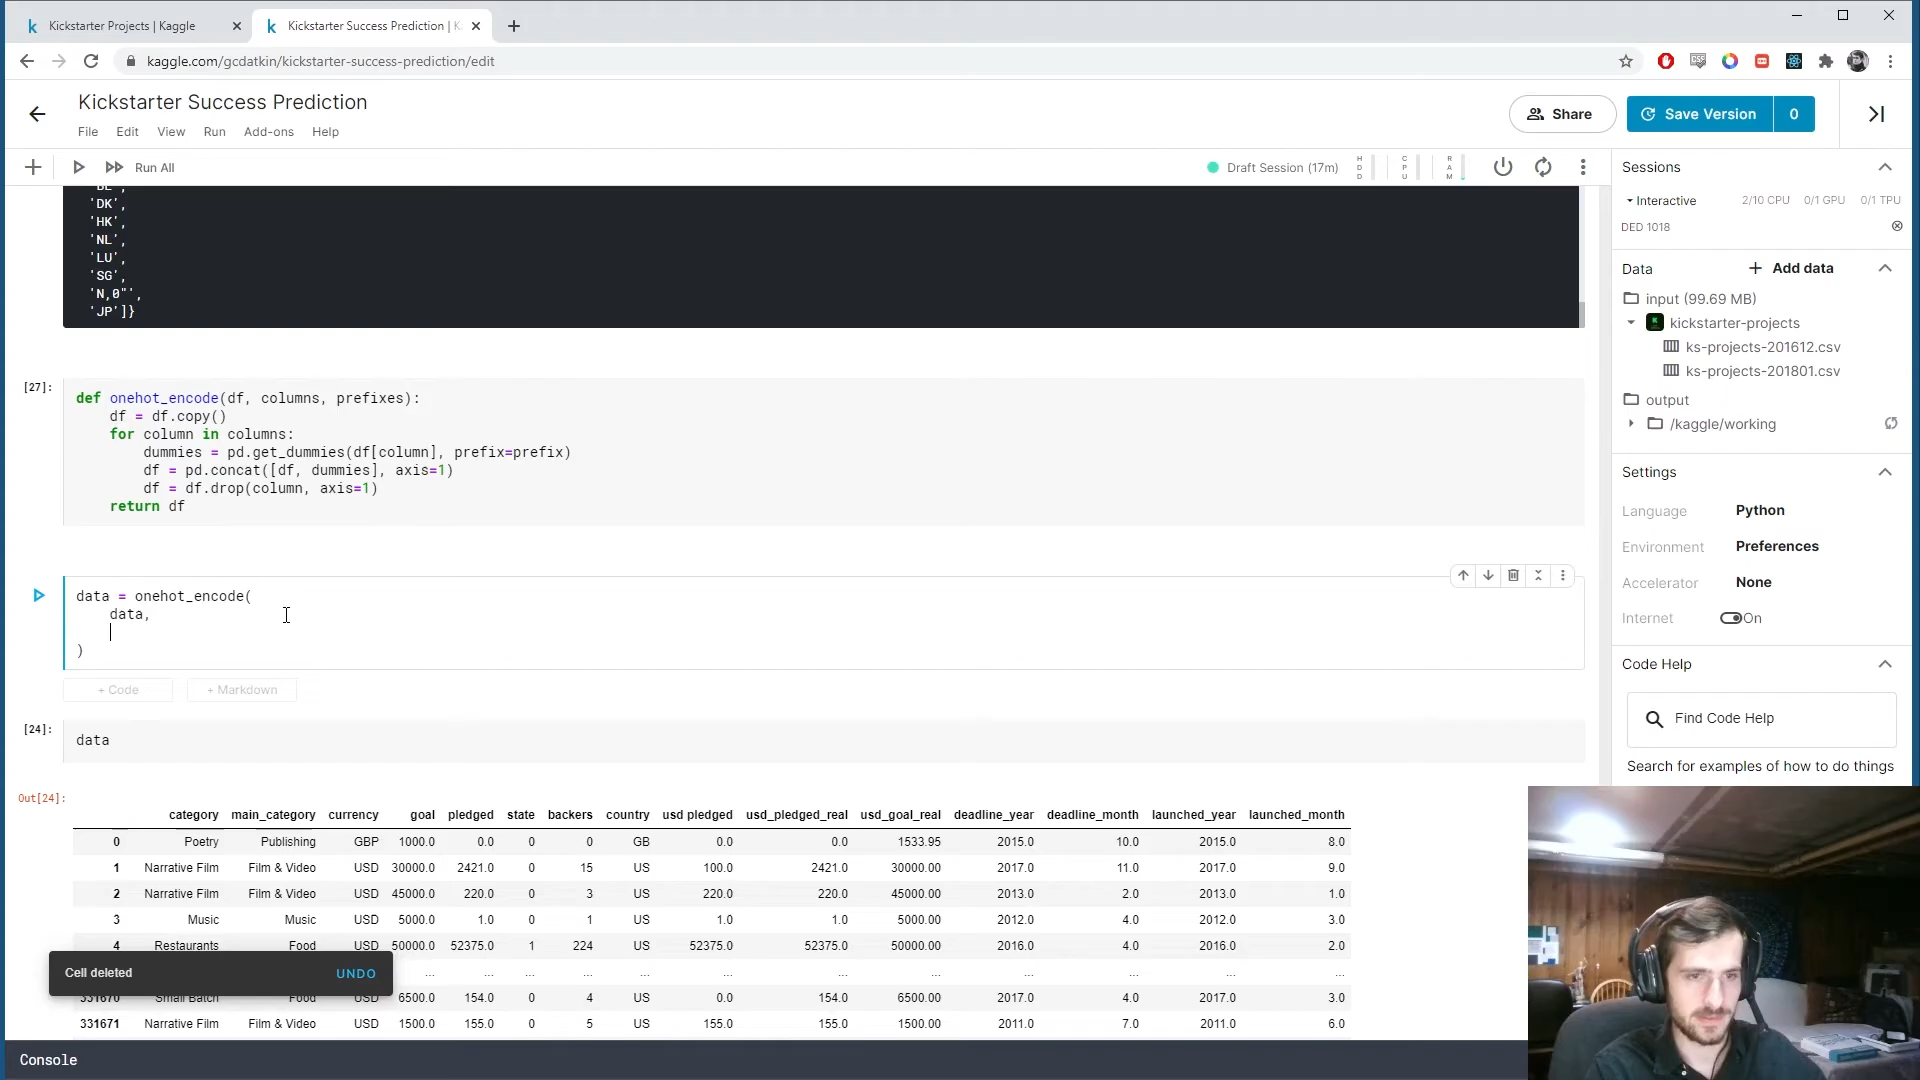 Kickstarter Projects | Kaggle
Kickstarter Success Prediction | K
kaggle.com/gcdatkin/kickstarter-success-prediction/edit
Kickstarter Success Prediction
File Edit View Run Add-ons Help
Share
Save Version 0
Run All
Draft Session (17m)
HDD
CPU
RAM
'DK',
'HK',
'NL',
'LU',
'SG',
'N,0"',
'JP']}
[27]:
def onehot_encode(df, columns, prefixes):
df = df.copy()
for column in columns:
dummies = pd.get_dummies(df[column], prefix=prefix)
df = pd.concat([df, dummies], axis=1)
df = df.drop(column, axis=1)
return df
data = onehot_encode(
data,
)
+ Code + Markdown
[24]:
data
Out[24]:
category main_category currency goal pledged state backers country usd pledged usd_pledged_real usd_goal_real deadline_year deadline_month launched_year launched_month
0 Poetry Publishing GBP 1000.0 0.0 0 0 GB 0.0 0.0 1533.95 2015.0 10.0 2015.0 8.0
1 Narrative Film Film & Video USD 30000.0 2421.0 0 15 US 100.0 2421.0 30000.00 2017.0 11.0 2017.0 9.0
2 Narrative Film Film & Video USD 45000.0 220.0 0 3 US 220.0 220.0 45000.00 2013.0 2.0 2013.0 1.0
3 Music Music USD 5000.0 1.0 0 1 US 1.0 1.0 5000.00 2012.0 4.0 2012.0 3.0
4 Restaurants Food USD 50000.0 52375.0 1 224 US 52375.0 52375.0 50000.00 2016.0 4.0 2016.0 2.0
... ... ... ... ... ... ... ... ... ... ... ...
331670 Small Batch Food USD 6500.0 154.0 0 4 US 0.0 154.0 6500.00 2017.0 4.0 2017.0 3.0
331671 Narrative Film Film & Video USD 1500.0 155.0 0 5 US 155.0 155.0 1500.00 2011.0 7.0 2011.0 6.0
Cell deleted UNDO
Console
Sessions
Interactive 2/10 CPU 0/1 GPU 0/1 TPU
DED 1018
Data + Add data
input (99.69 MB)
kickstarter-projects
ks-projects-201612.csv
ks-projects-201801.csv
output
/kaggle/working
Settings
Language Python
Environment Preferences
Accelerator None
Internet On
Code Help
Find Code Help
Search for examples of how to do things